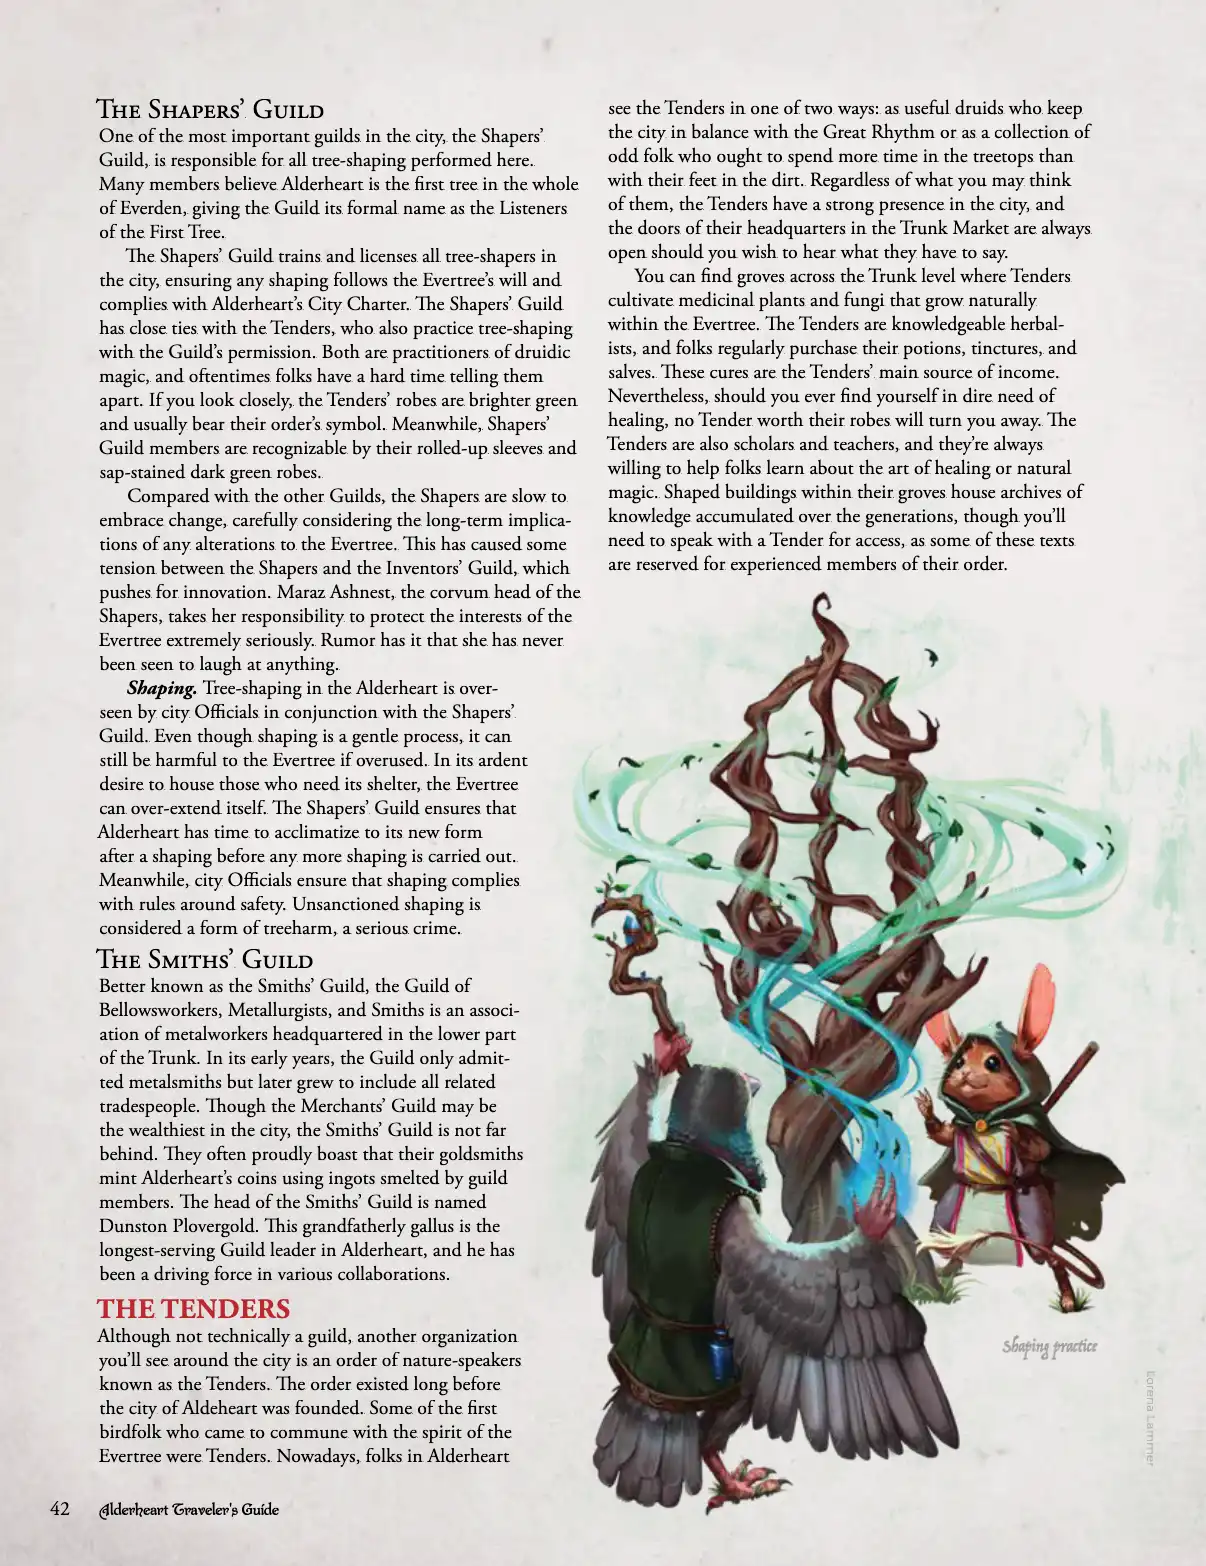 The Shapers' Guild
One of the most important guilds in the city, the Shapers'
Guild, is responsible for all tree-shaping performed here.
Many members believe Alderheart is the first tree in the whole
of Everden, giving the Guild its formal name as the Listeners
of the First Tree.
The Shapers' Guild trains and licenses all tree-shapers in
the city, ensuring any shaping follows the Evertree's will and
complies with Alderheart's City Charter. The Shapers' Guild
has close ties with the Tenders, who also practice tree-shaping
with the Guild's permission. Both are practitioners of druidic
magic, and oftentimes folks have a hard time telling them
apart. If you look closely, the Tenders' robes are brighter green
and usually bear their order's symbol. Meanwhile, Shapers'
Guild members are recognizable by their rolled-up sleeves and
sap-stained dark green robes.
Compared with the other Guilds, the Shapers are slow to
embrace change, carefully considering the long-term implica-
tions of any alterations to the Evertree. This has caused some
tension between the Shapers and the Inventors' Guild, which
pushes for innovation. Maraz Ashnest, the corvum head of the
Shapers, takes her responsibility to protect the interests of the
Evertree extremely seriously. Rumor has it that she has never
been seen to laugh at anything.
Shaping. Tree-shaping in the Alderheart is over-
seen by city Officials in conjunction with the Shapers'
Guild. Even though shaping is a gentle process, it can
still be harmful to the Evertree if overused. In its ardent
desire to house those who need its shelter, the Evertree
can over-extend itself. The Shapers' Guild ensures that
Alderheart has time to acclimatize to its new form
after a shaping before any more shaping is carried out.
Meanwhile, city Officials ensure that shaping complies
with rules around safety. Unsanctioned shaping is
considered a form of treeharm, a serious crime.
The Smiths' Guild
Better known as the Smiths' Guild, the Guild of
Bellowsworkers, Metallurgists, and Smiths is an associ-
ation of metalworkers headquartered in the lower part
of the Trunk. In its early years, the Guild only admit-
ted metalsmiths but later grew to include all related
tradespeople. Though the Merchants' Guild may be
the wealthiest in the city, the Smiths' Guild is not far
behind. They often proudly boast that their goldsmiths
mint Alderheart's coins using ingots smelted by guild
members. The head of the Smiths' Guild is named
Dunston Plovergold. This grandfatherly gallus is the
longest-serving Guild leader in Alderheart, and he has
been a driving force in various collaborations.
THE TENDERS
Although not technically a guild, another organization
you'll see around the city is an order of nature-speakers
known as the Tenders. The order existed long before
the city of Aldeheart was founded. Some of the first
birdfolk who came to commune with the spirit of the
Evertree were Tenders. Nowadays, folks in Alderheart
see the Tenders in one of two ways: as useful druids who keep
the city in balance with the Great Rhythm or as a collection of
odd folk who ought to spend more time in the treetops than
with their feet in the dirt. Regardless of what you may think
of them, the Tenders have a strong presence in the city, and
the doors of their headquarters in the Trunk Market are always
open should you wish to hear what they have to say.
You can find groves across the Trunk level where Tenders
cultivate medicinal plants and fungi that grow naturally
within the Evertree. The Tenders are knowledgeable herbal-
ists, and folks regularly purchase their potions, tinctures, and
salves. These cures are the Tenders' main source of income.
Nevertheless, should you ever find yourself in dire need of
healing, no Tender worth their robes will turn you away. The
Tenders are also scholars and teachers, and they're always
willing to help folks learn about the art of healing or natural
magic. Shaped buildings within their groves house archives of
knowledge accumulated over the generations, though you'll
need to speak with a Tender for access, as some of these texts
are reserved for experienced members of their order.
Shaping practice
Lorena Lammer
42 Alderheart Traveler's Guide